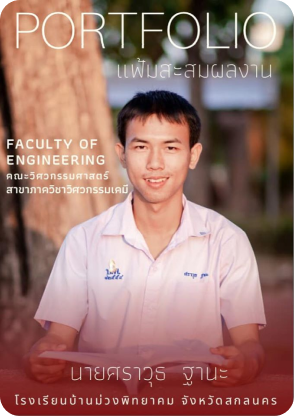 PORTFOLIO
แฟ้มสะสมผลงาน
FACULTY OF
ENGINEERING
คณะวิศวกรรมศาสตร์
สาขาภาควิชาวิศวกรรมเคมี
นายศราวุธ ฐานะ
โรงเรียนบ้านม่วงพิทยาคม จังหวัดสกลนคร